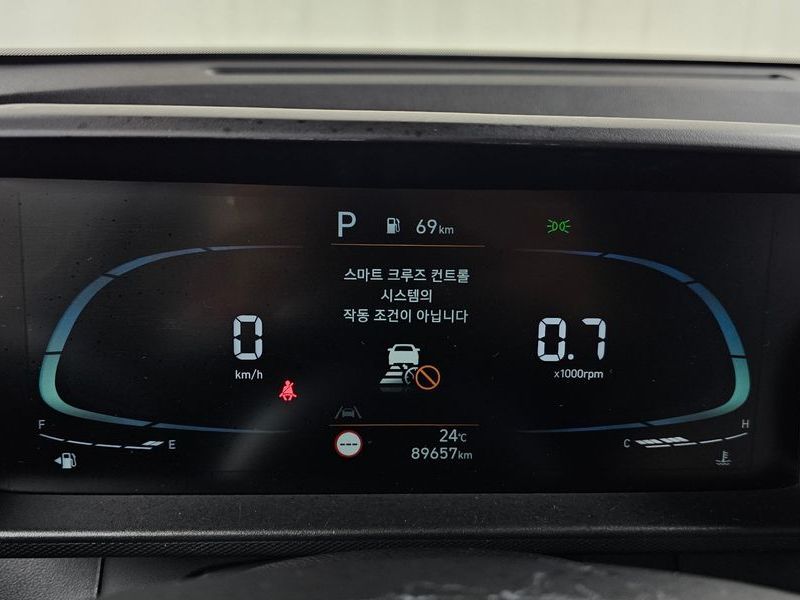 P 69km
스마트 크루즈 컨트롤
시스템의
작동 조건이 아닙니다
0
km/h
0.7
x1000rpm
F E
C H
24℃
89657km